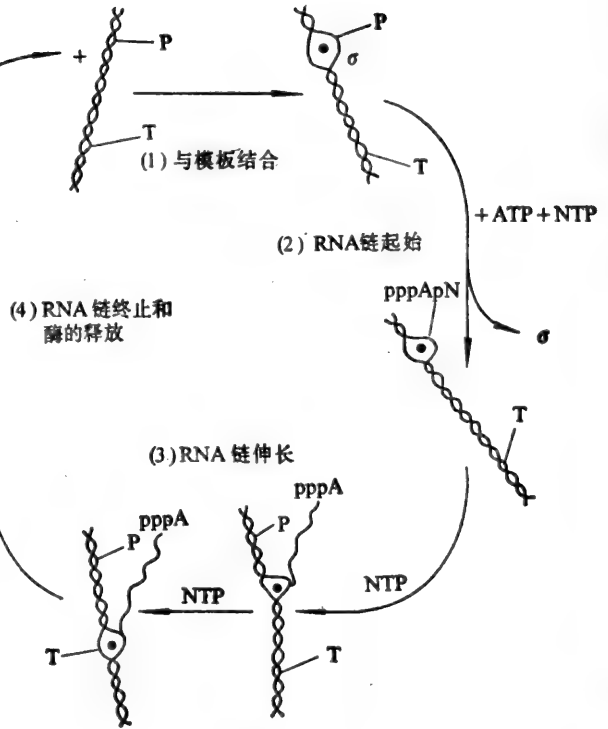 +
P
T
(1) 与模板结合
P
σ
T
+ATP+NTP
(2) RNA链起始
pppApN
σ
T
(4) RNA 链终止和
酶的释放
(3) RNA 链伸长
pppA
P
T
NTP
pppA
P
NTP
T